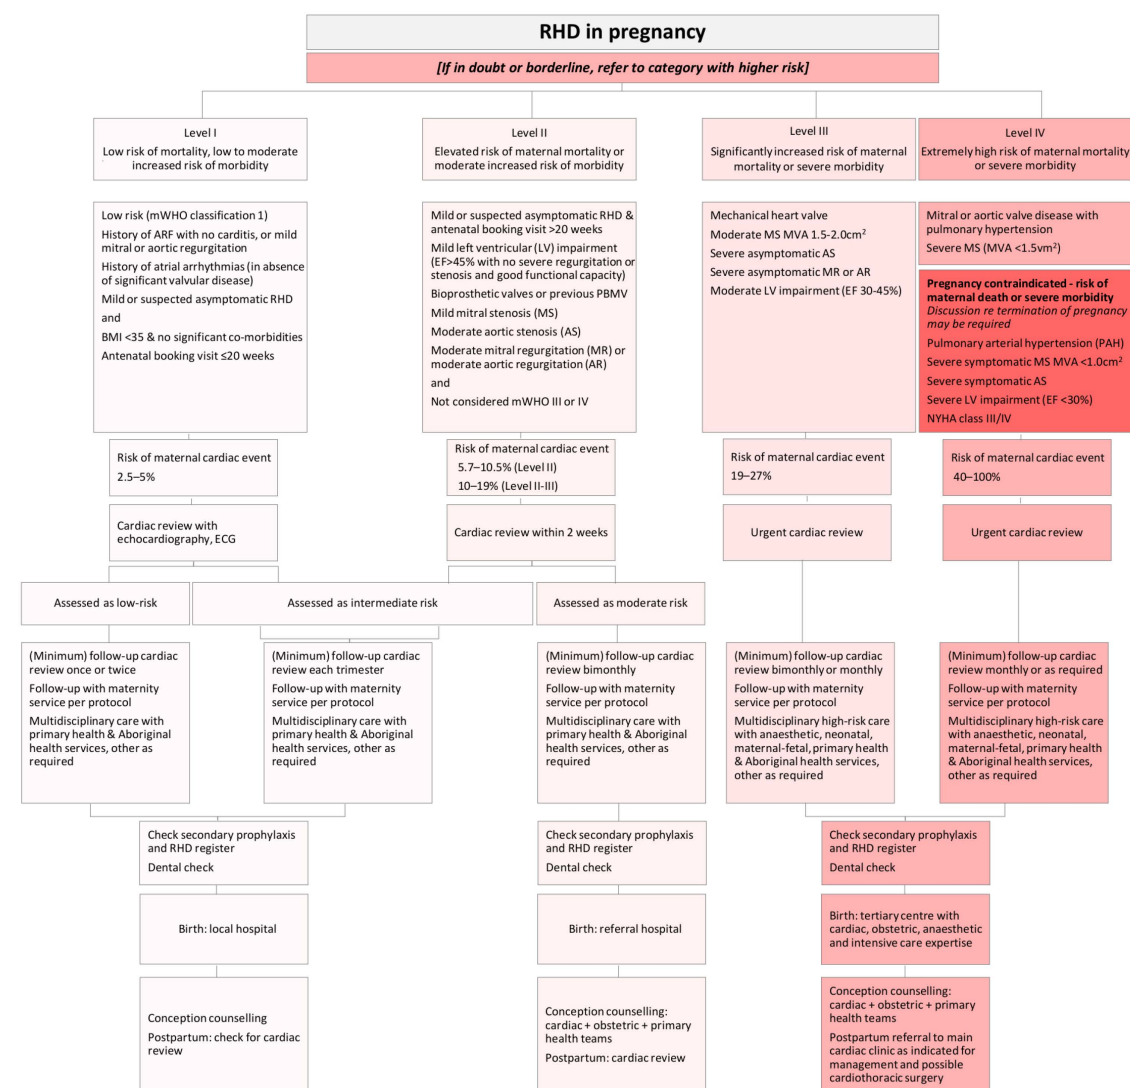 RHD in pregnancy
[If in doubt or borderline, refer to category with higher risk]
Level I
Low risk of mortality, low to moderate
increased risk of morbidity
Level II
Elevated risk of maternal mortality or
moderate increased risk of morbidity
Level III
Significantly increased risk of maternal
mortality or severe morbidity
Level IV
Extremely high risk of maternal mortality
or severe morbidity
Low risk (mWHO classification 1)
History of ARF with no carditis, or mild
mitral or aortic regurgitation
History of atrial arrhythmias (in absence
of significant valvular disease)
Mild or suspected asymptomatic RHD
and
BMI <35 & no significant co-morbidities
Antenatal booking visit ≤20 weeks
Mild or suspected asymptomatic RHD &
antenatal booking visit >20 weeks
Mild left ventricular (LV) impairment
(EF>45% with no severe regurgitation or
stenosis and good functional capacity)
Bioprosthetic valves or previous PBMV
Mild mitral stenosis (MS)
Moderate aortic stenosis (AS)
Moderate mitral regurgitation (MR) or
moderate aortic regurgitation (AR)
and
Not considered mWHO III or IV
Mechanical heart valve
Moderate MS MVA 1.5-2.0cm²
Severe asymptomatic AS
Severe asymptomatic MR or AR
Moderate LV impairment (EF 30-45%)
Mitral or aortic valve disease with
pulmonary hypertension
Severe MS (MVA <1.5vm²)
Pregnancy contraindicated - risk of
maternal death or severe morbidity
Discussion re termination of pregnancy
may be required
Pulmonary arterial hypertension (PAH)
Severe symptomatic MS MVA <1.0cm²
Severe symptomatic AS
Severe LV impairment (EF <30%)
NYHA class III/IV
Risk of maternal cardiac event
2.5–5%
Risk of maternal cardiac event
5.7–10.5% (Level II)
10–19% (Level II-III)
Risk of maternal cardiac event
19–27%
Risk of maternal cardiac event
40–100%
Cardiac review with
echocardiography, ECG
Cardiac review within 2 weeks
Urgent cardiac review
Urgent cardiac review
Assessed as low-risk
Assessed as intermediate risk
Assessed as moderate risk
(Minimum) follow-up cardiac
review once or twice
Follow-up with maternity
service per protocol
Multidisciplinary care with
primary health & Aboriginal
health services, other as
required
(Minimum) follow-up cardiac
review each trimester
Follow-up with maternity
service per protocol
Multidisciplinary care with
primary health & Aboriginal
health services, other as
required
(Minimum) follow-up cardiac
review bimonthly
Follow-up with maternity
service per protocol
Multidisciplinary care with
primary health & Aboriginal
health services, other as
required
(Minimum) follow-up cardiac
review bimonthly or monthly
Follow-up with maternity
service per protocol
Multidisciplinary high-risk care
with anaesthetic, neonatal,
maternal-fetal, primary health
& Aboriginal health services,
other as required
(Minimum) follow-up cardiac
review monthly or as required
Follow-up with maternity
service per protocol
Multidisciplinary high-risk care
with anaesthetic, neonatal,
maternal-fetal, primary health
& Aboriginal health services,
other as required
Check secondary prophylaxis
and RHD register
Dental check
Check secondary prophylaxis
and RHD register
Dental check
Check secondary prophylaxis
and RHD register
Dental check
Birth: local hospital
Birth: referral hospital
Birth: tertiary centre with
cardiac, obstetric, anaesthetic
and intensive care expertise
Conception counselling
Postpartum: check for cardiac
review
Conception counselling:
cardiac + obstetric + primary
health teams
Postpartum: cardiac review
Conception counselling:
cardiac + obstetric + primary
health teams
Postpartum referral to main
cardiac clinic as indicated for
management and possible
cardiothoracic surgery